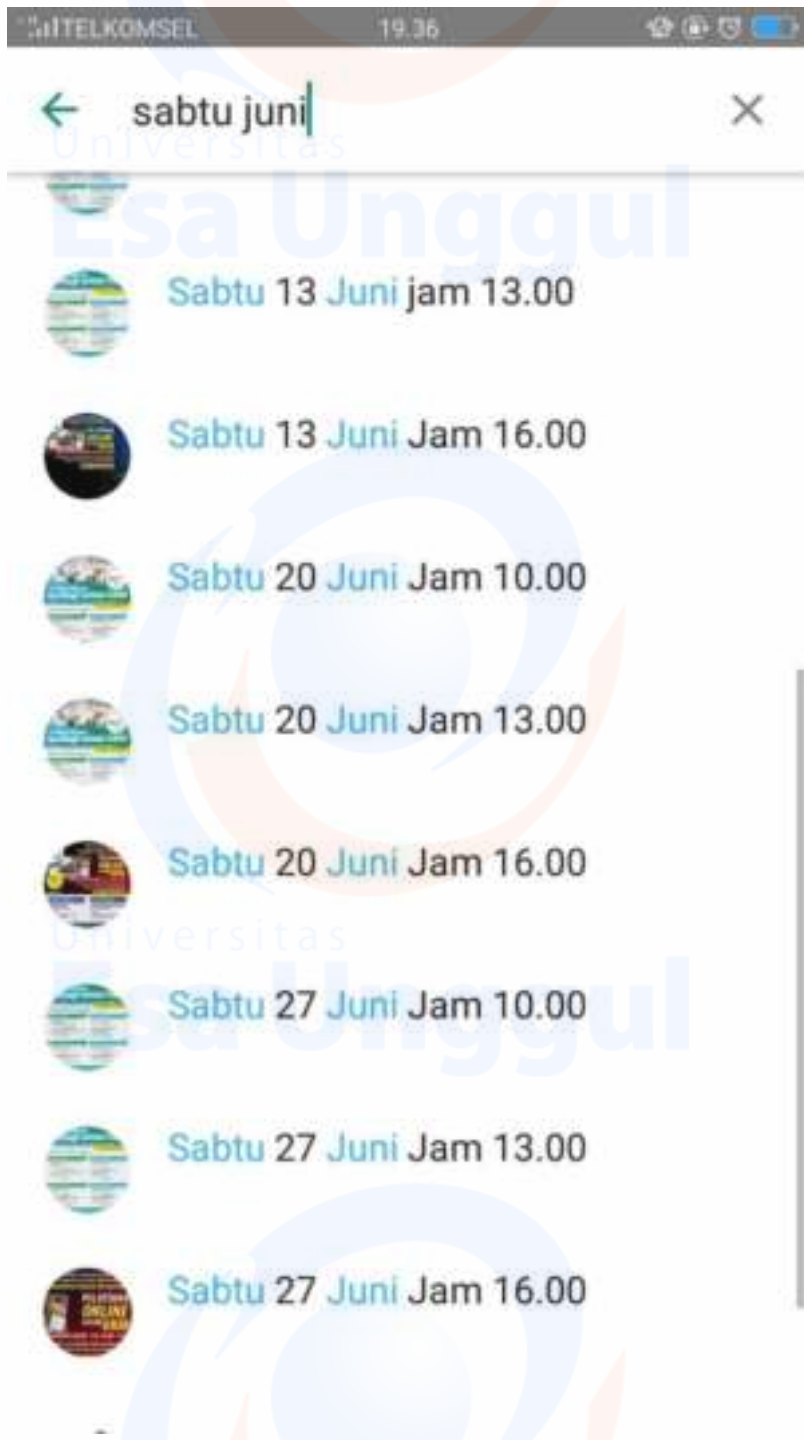 TELKOMSEL 19.36
sabtu juni
Universitas
Esa Unggul
Sabtu 13 Juni jam 13.00
Sabtu 13 Juni Jam 16.00
Sabtu 20 Juni Jam 10.00
Sabtu 20 Juni Jam 13.00
Sabtu 20 Juni Jam 16.00
Universitas
Esa Unggul
Sabtu 27 Juni Jam 10.00
Sabtu 27 Juni Jam 13.00
Sabtu 27 Juni Jam 16.00
ONLINE